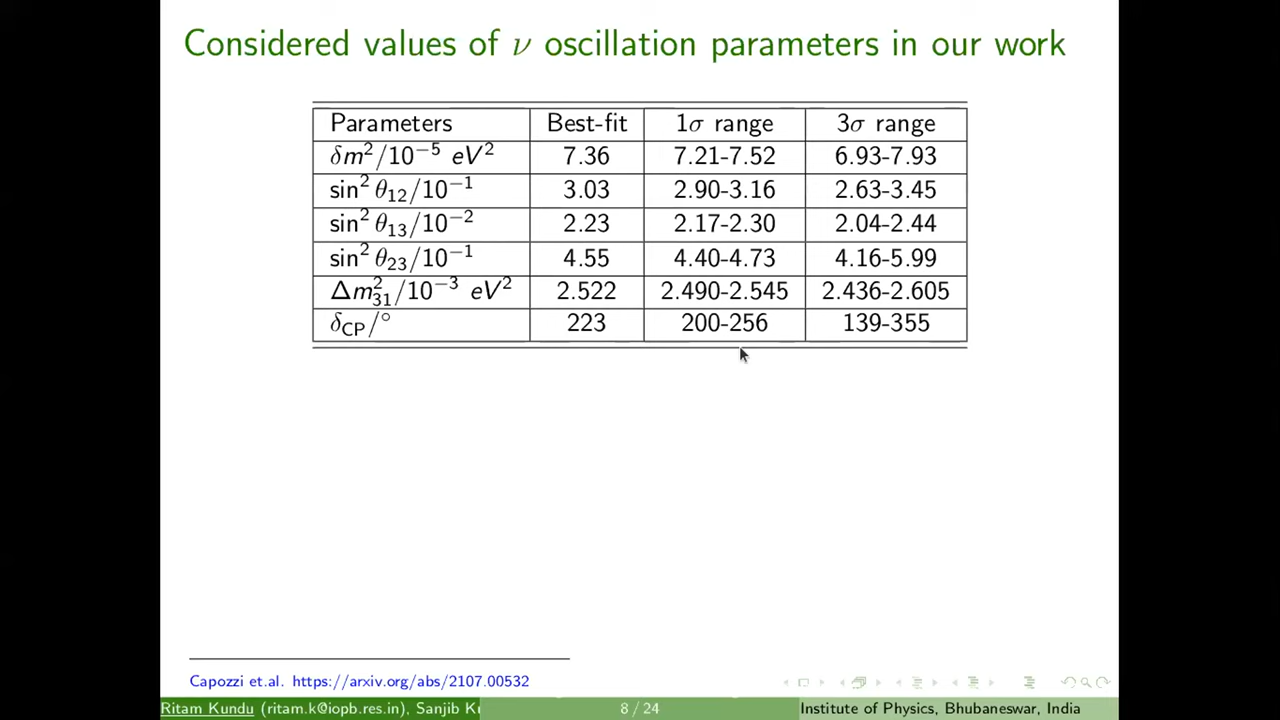 Considered values of ν oscillation parameters in our work
Parameters Best-fit 1σ range 3σ range
δm²/10⁻⁵ eV² 7.36 7.21-7.52 6.93-7.93
sin² θ₁₂/10⁻¹ 3.03 2.90-3.16 2.63-3.45
sin² θ₁₃/10⁻² 2.23 2.17-2.30 2.04-2.44
sin² θ₂₃/10⁻¹ 4.55 4.40-4.73 4.16-5.99
Δm²₃₁/10⁻³ eV² 2.522 2.490-2.545 2.436-2.605
δ_CP/° 223 200-256 139-355
Capozzi et.al. https://arxiv.org/abs/2107.00532
Ritam Kundu (ritam.k@iopb.res.in), Sanjib 8 / 24 Institute of Physics, Bhubaneswar, India